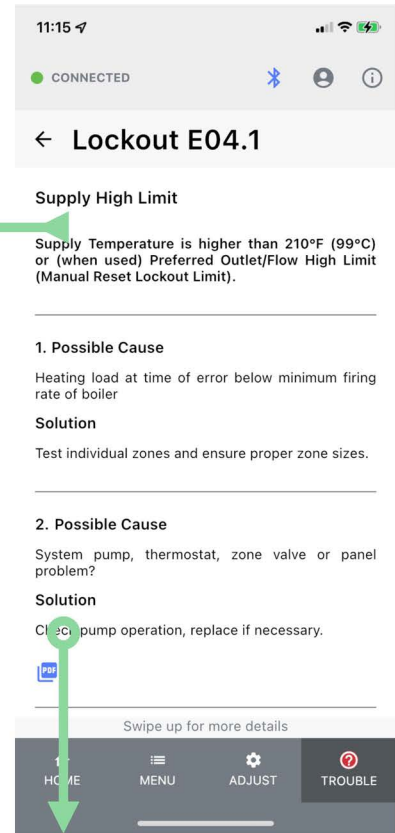 11:15
CONNECTED
← Lockout E04.1
Supply High Limit
Supply Temperature is higher than 210°F (99°C)
or (when used) Preferred Outlet/Flow High Limit
(Manual Reset Lockout Limit).
1. Possible Cause
Heating load at time of error below minimum firing
rate of boiler
Solution
Test individual zones and ensure proper zone sizes.
2. Possible Cause
System pump, thermostat, zone valve or panel
problem?
Solution
Check pump operation, replace if necessary.
PDF
Swipe up for more details
HOME MENU ADJUST TROUBLE